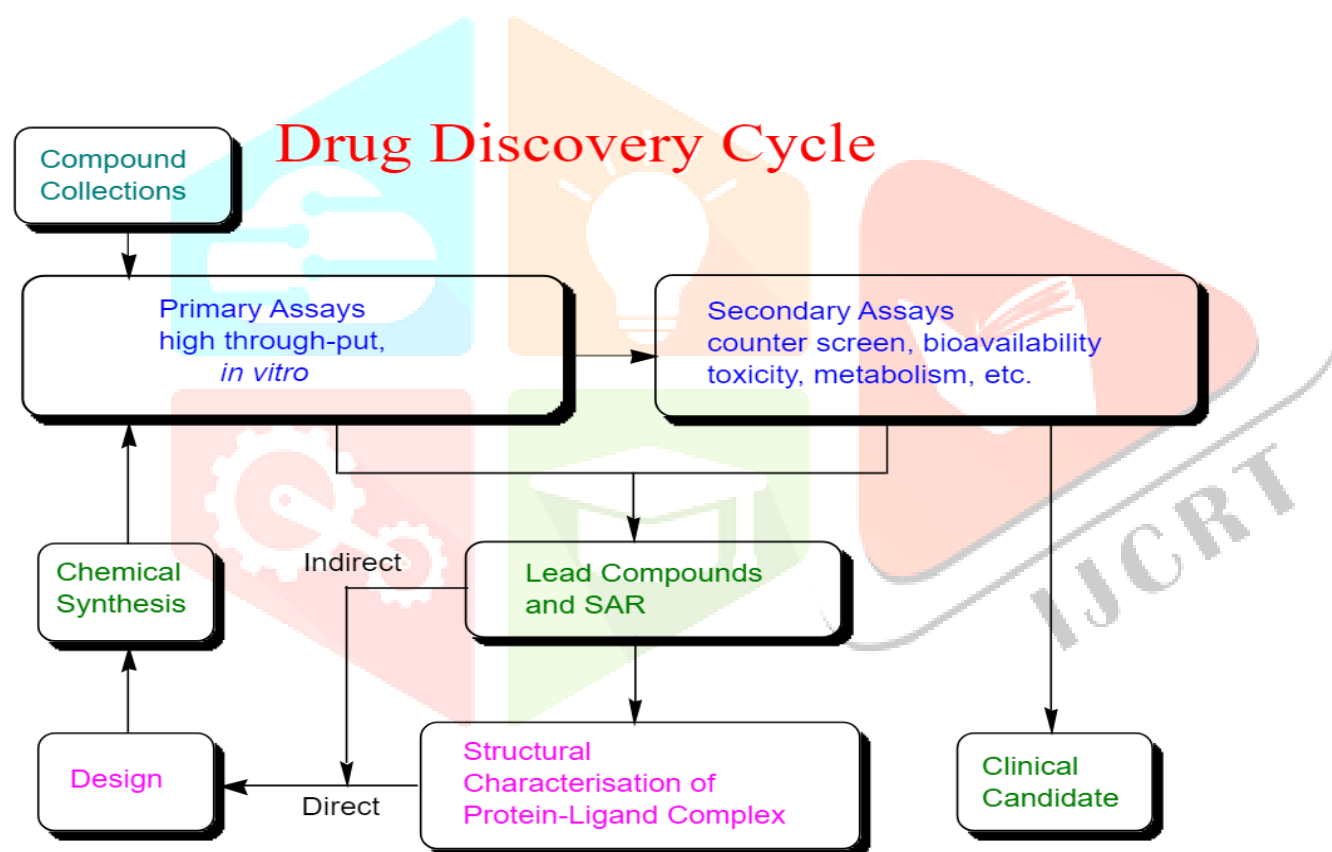 Drug Discovery Cycle
Compound
Collections
Primary Assays
high through-put,
in vitro
Secondary Assays
counter screen, bioavailability
toxicity, metabolism, etc.
Chemical
Synthesis
Indirect
Lead Compounds
and SAR
Design
Direct
Structural
Characterisation of
Protein-Ligand Complex
Clinical
Candidate
IJCRT